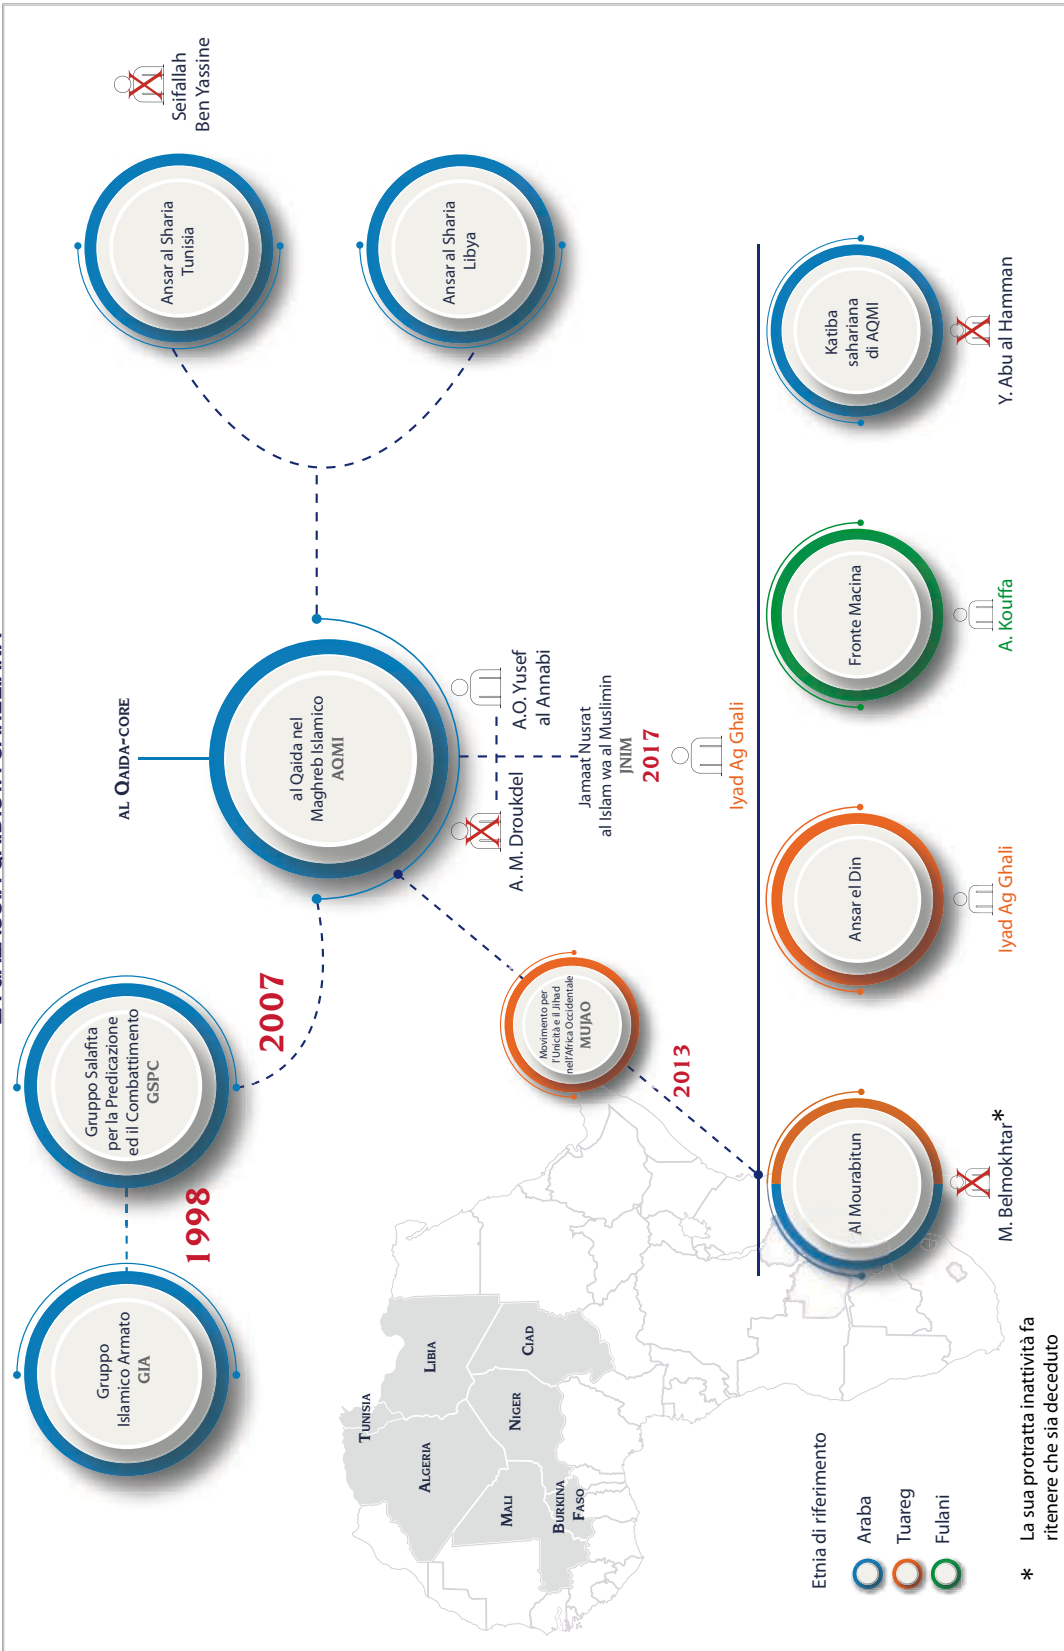 AL QAIDA-CORE
Gruppo
Islamico Armato
GIA
1998
Gruppo Salafita
per la Predicazione
ed il Combattimento
GSPC
2007
al Qaida nel
Maghreb Islamico
AQMI
A. M. Droukdel
A.O. Yusef
al Annabi
Ansar al Sharia
Tunisia
Seifallah
Ben Yassine
Ansar al Sharia
Libya
Movimento per
l'Unicità e il Jihad
nell'Africa Occidentale
MUJAO
2013
Jamaat Nusrat
al Islam wa al Muslimin
JNIM
2017
Iyad Ag Ghali
Al Mourabitun
M. Belmokhtar*
Ansar el Din
Iyad Ag Ghali
Fronte Macina
A. Kouffa
Katiba
sahariana
di AQMI
Y. Abu al Hamman
TUNISIA
LIBIA
ALGERIA
CIAD
NIGER
MALI
BURKINA
FASO
Etnia di riferimento
Araba
Tuareg
Fulani
* La sua protratta inattività fa
ritenere che sia deceduto